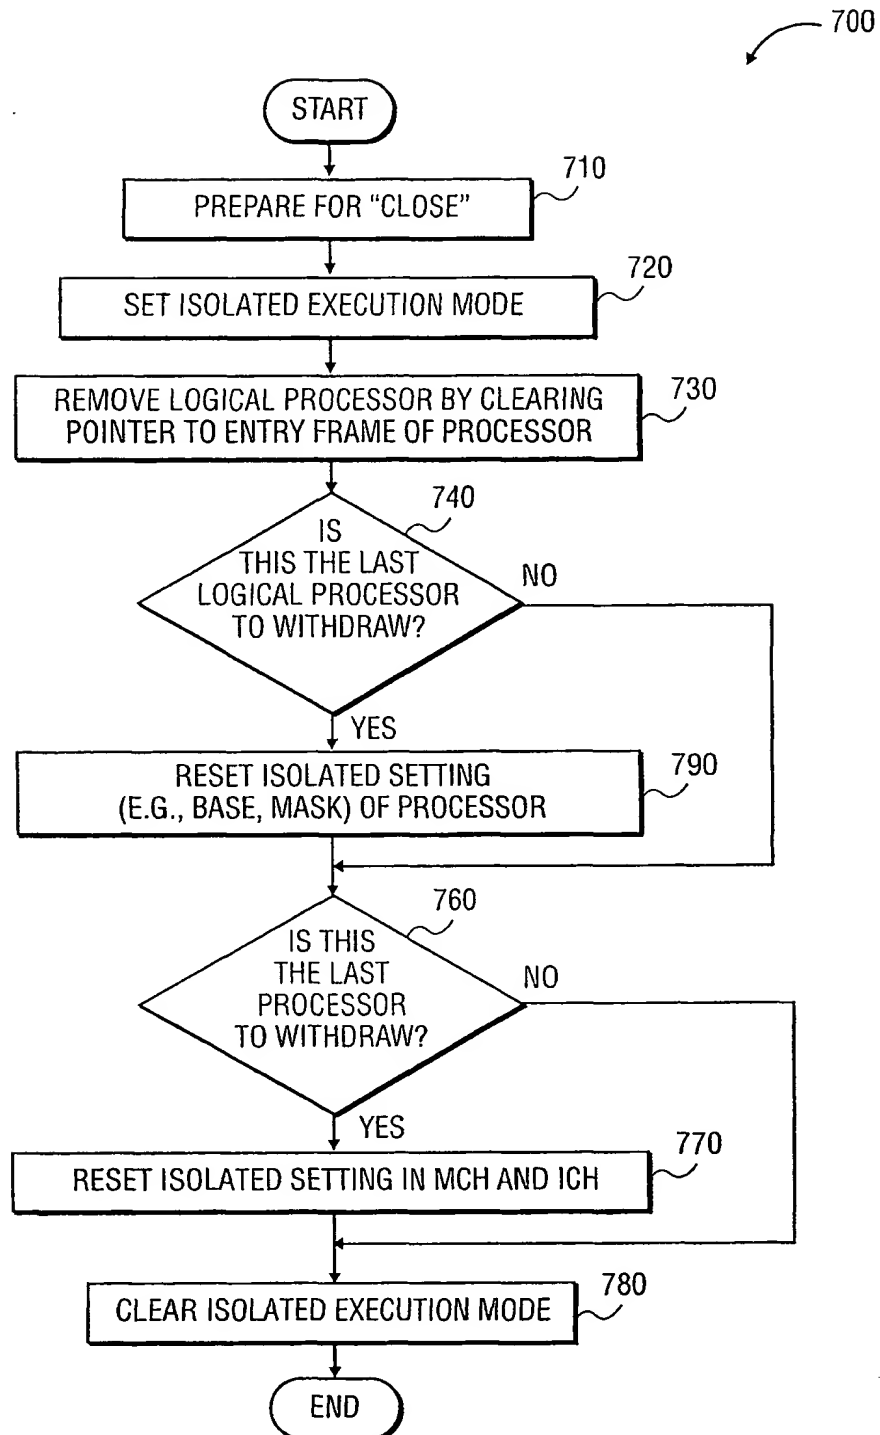 700
START
710
PREPARE FOR “CLOSE”
720
SET ISOLATED EXECUTION MODE
730
REMOVE LOGICAL PROCESSOR BY CLEARING
POINTER TO ENTRY FRAME OF PROCESSOR
740
IS
THIS THE LAST
LOGICAL PROCESSOR
TO WITHDRAW?
NO
YES
790
RESET ISOLATED SETTING
(E.G., BASE, MASK) OF PROCESSOR
760
IS THIS
THE LAST
PROCESSOR
TO WITHDRAW?
NO
YES
770
RESET ISOLATED SETTING IN MCH AND ICH
780
CLEAR ISOLATED EXECUTION MODE
END